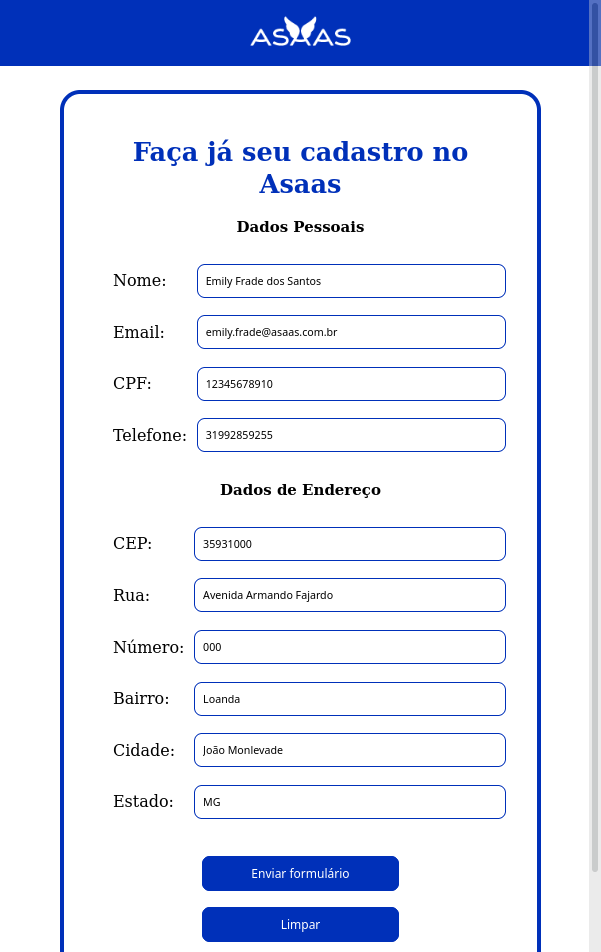 ASAAS
Faça já seu cadastro no
Asaas
Dados Pessoais
Nome: Emily Frade dos Santos
Email: emily.frade@asaas.com.br
CPF: 12345678910
Telefone: 31992859255
Dados de Endereço
CEP: 35931000
Rua: Avenida Armando Fajardo
Número: 000
Bairro: Loanda
Cidade: João Monlevade
Estado: MG
Enviar formulário
Limpar